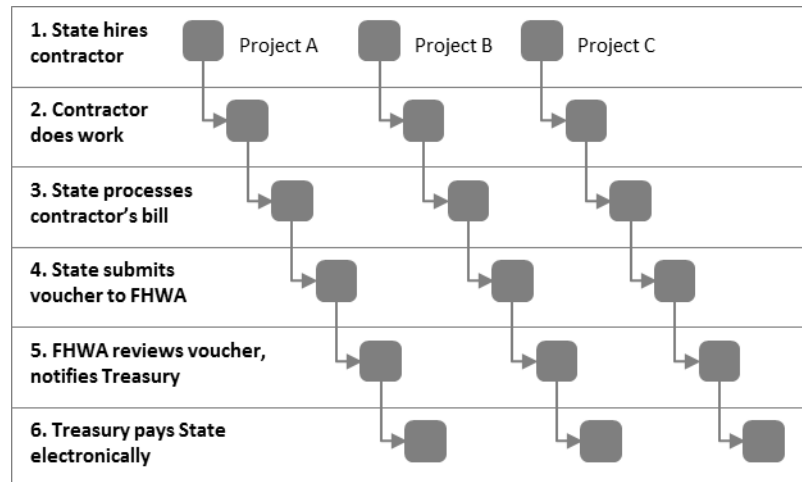 1. State hires
contractor
Project A
Project B
Project C
2. Contractor
does work
3. State processes
contractor’s bill
4. State submits
voucher to FHWA
5. FHWA reviews voucher,
notifies Treasury
6. Treasury pays State
electronically